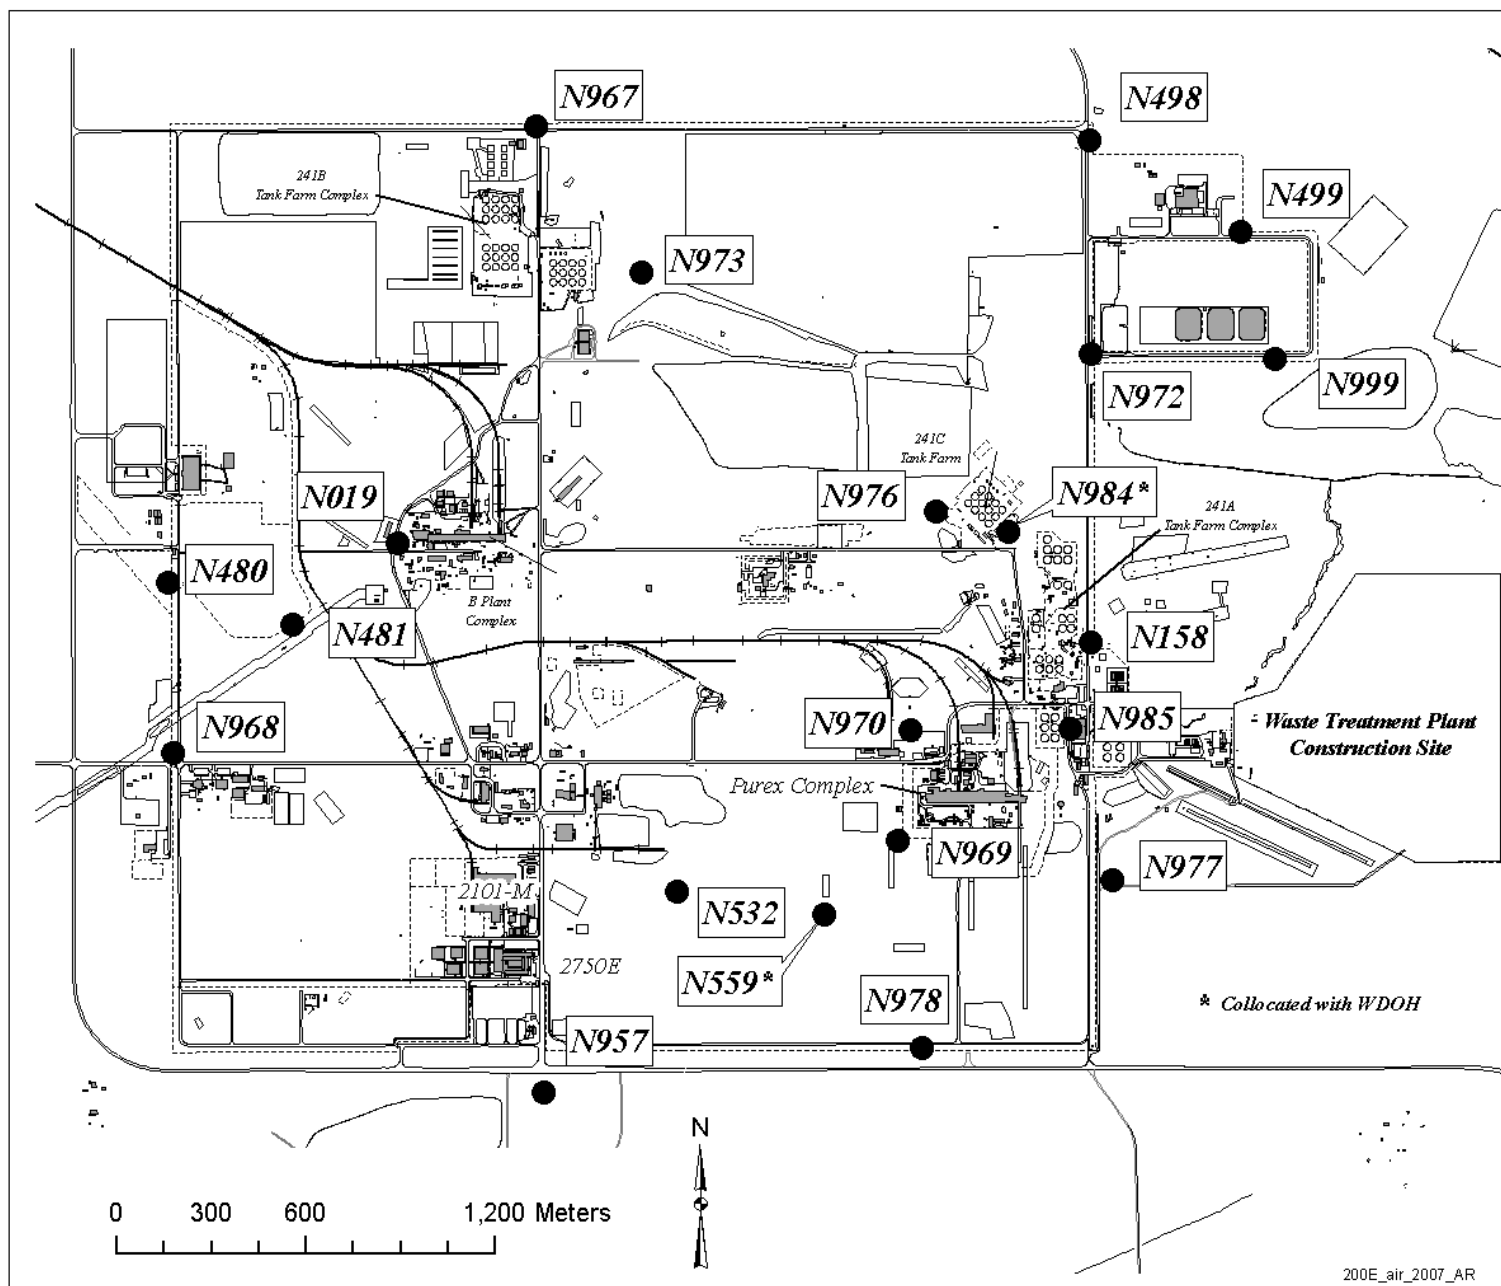 N967
N498
241B
Tank Farm Complex
N499
N973
N972
N999
241C
Tank Farm
N019
N976
N984*
241A
Tank Farm Complex
N480
B Plant
Complex
N481
N158
N968
N970
N985
Waste Treatment Plant
Construction Site
Purex Complex
N969
N977
2101-M
N532
2750E
N559*
N978
* Collocated with WDOH
N957
N
0 300 600 1,200 Meters
200E_air_2007_AR